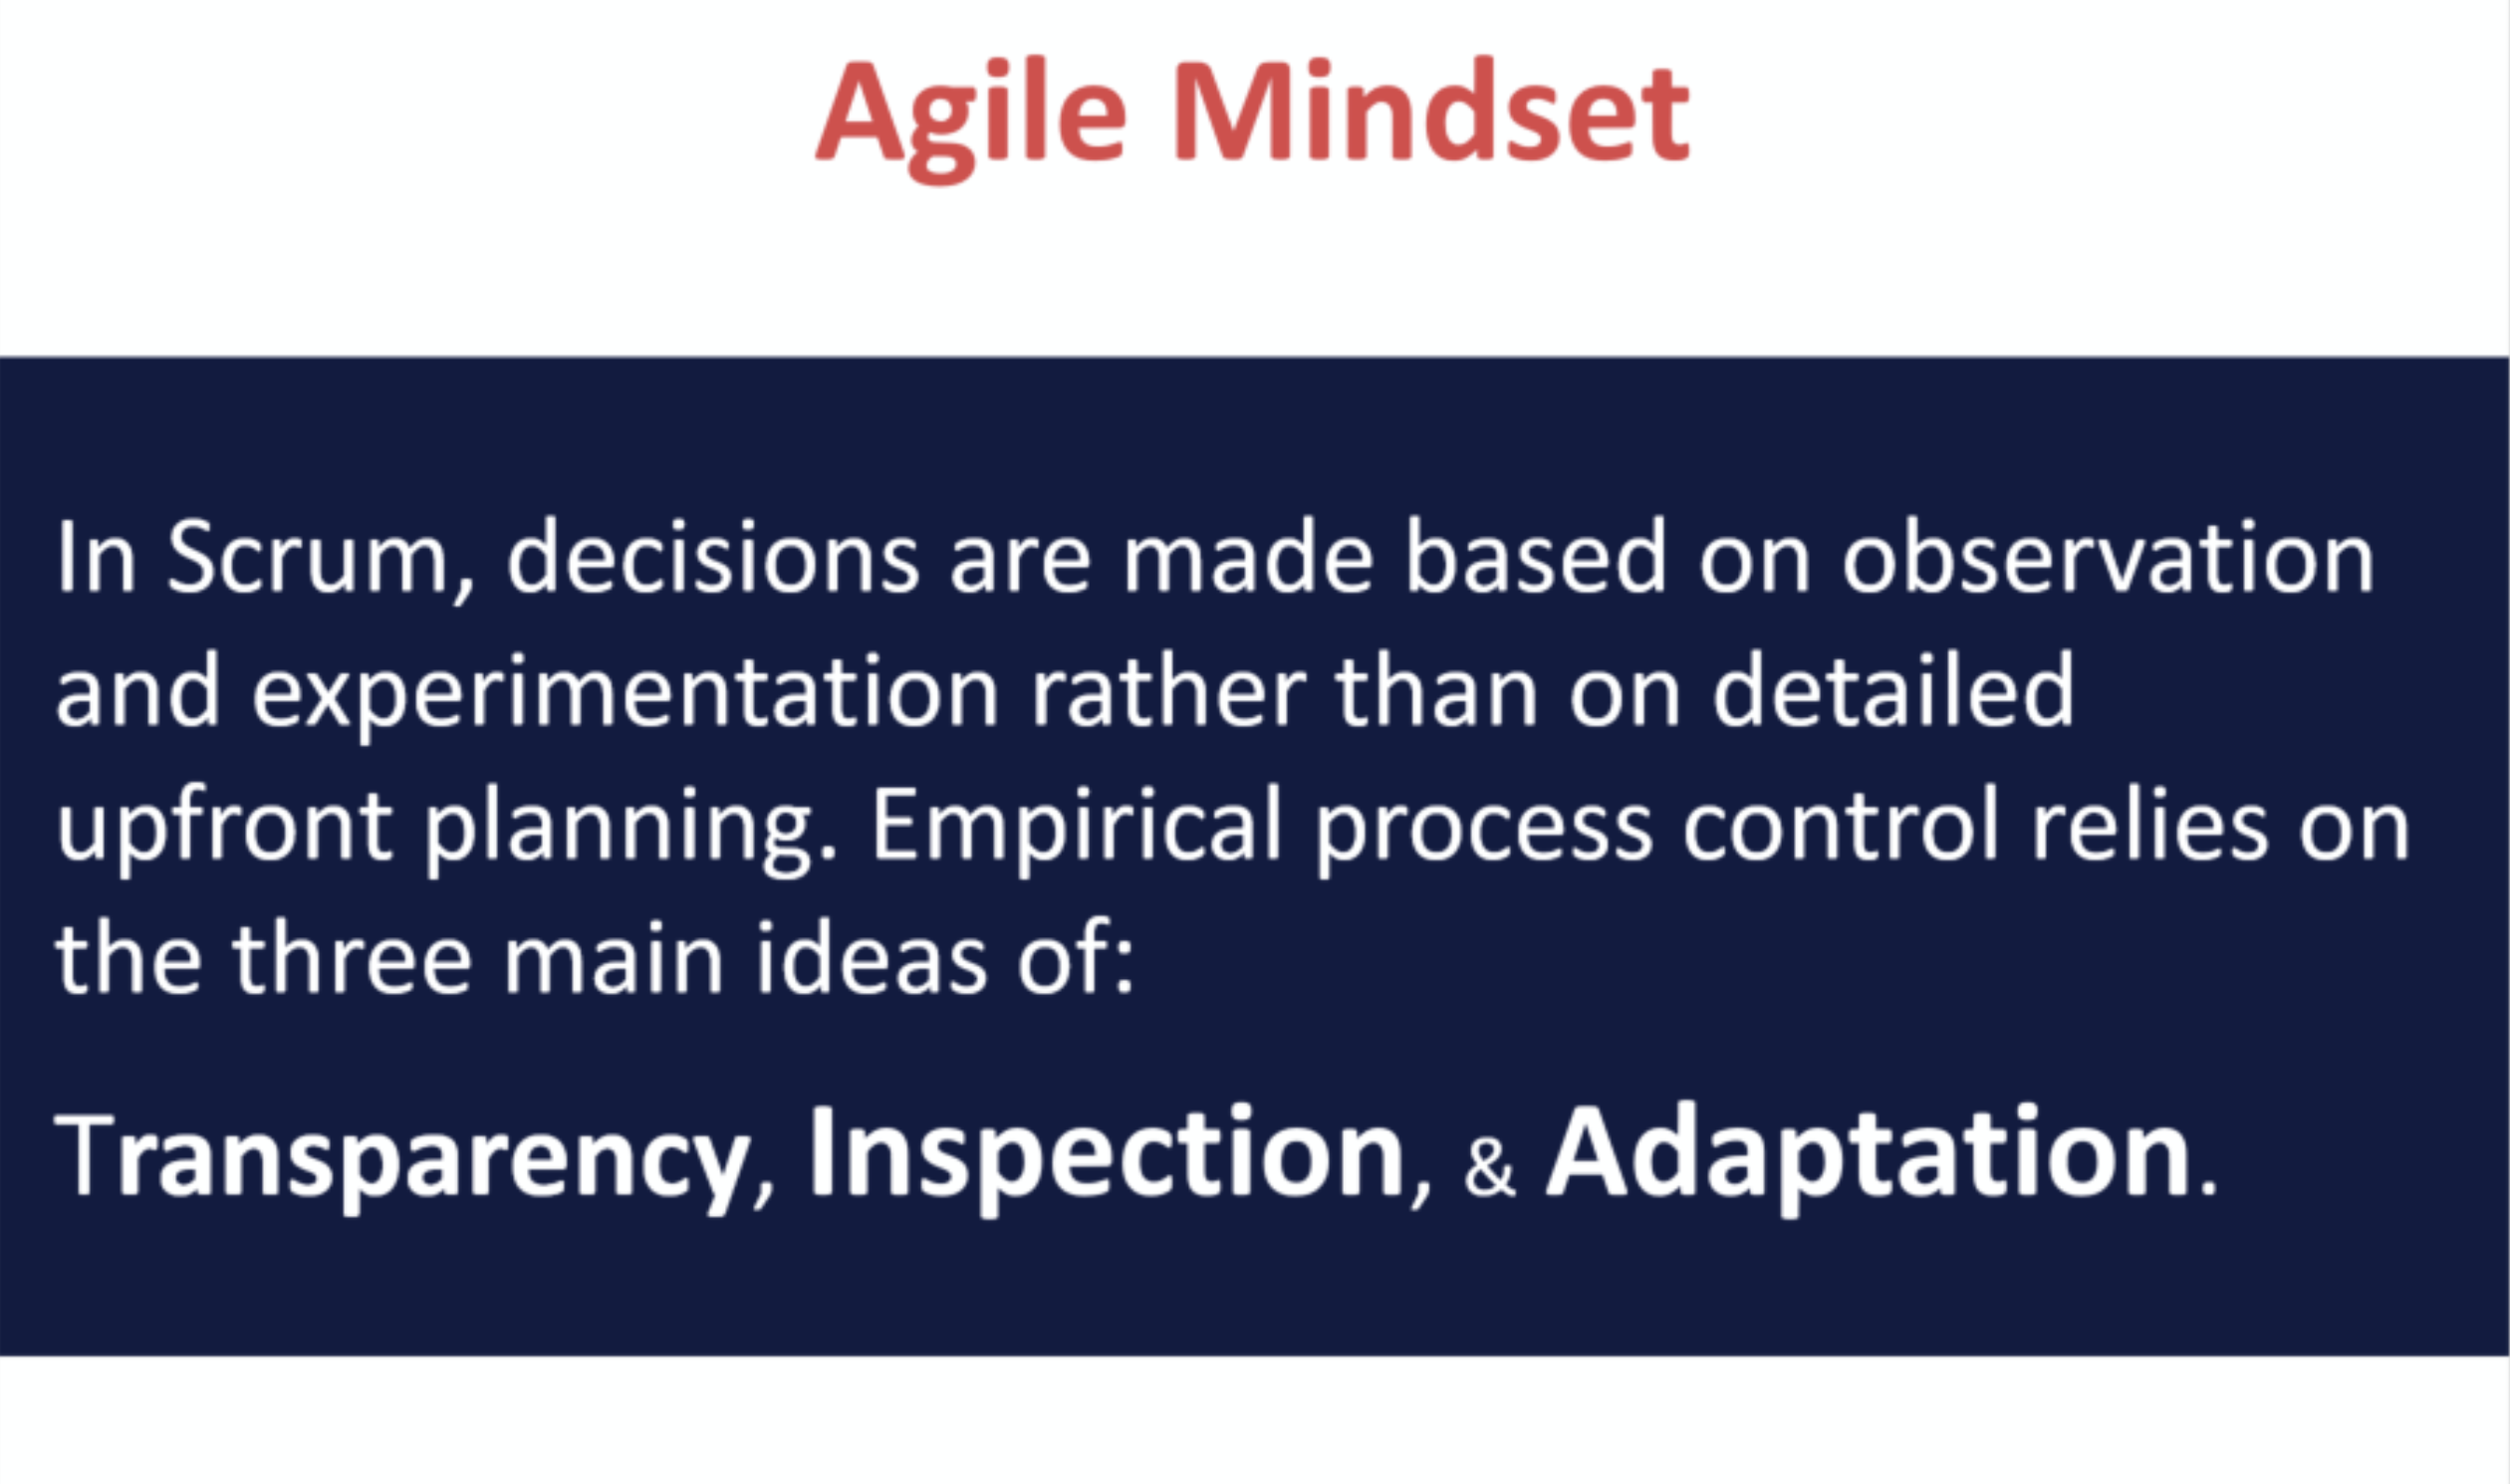 Agile Mindset
In Scrum, decisions are made based on observation
and experimentation rather than on detailed
upfront planning. Empirical process control relies on
the three main ideas of:
Transparency, Inspection, & Adaptation.